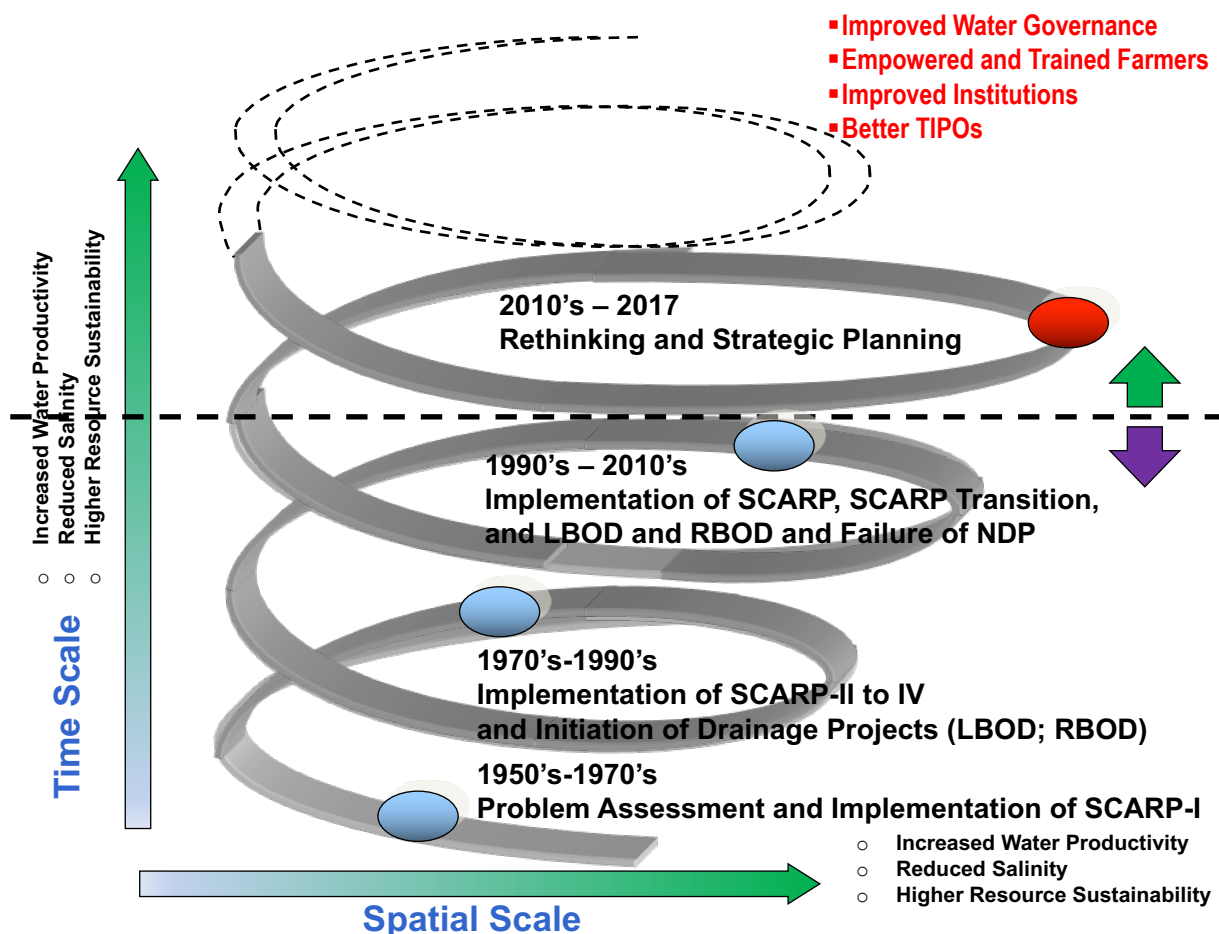 ▪Improved Water Governance
▪Empowered and Trained Farmers
▪Improved Institutions
▪Better TIPOs
2010’s – 2017
Rethinking and Strategic Planning
1990’s – 2010’s
Implementation of SCARP, SCARP Transition,
and LBOD and RBOD and Failure of NDP
1970’s-1990’s
Implementation of SCARP-II to IV
and Initiation of Drainage Projects (LBOD; RBOD)
1950’s-1970’s
Problem Assessment and Implementation of SCARP-I
○ Increased Water Productivity
○ Reduced Salinity
○ Higher Resource Sustainability
Time Scale
○ Increased Water Productivity
○ Reduced Salinity
○ Higher Resource Sustainability
Spatial Scale